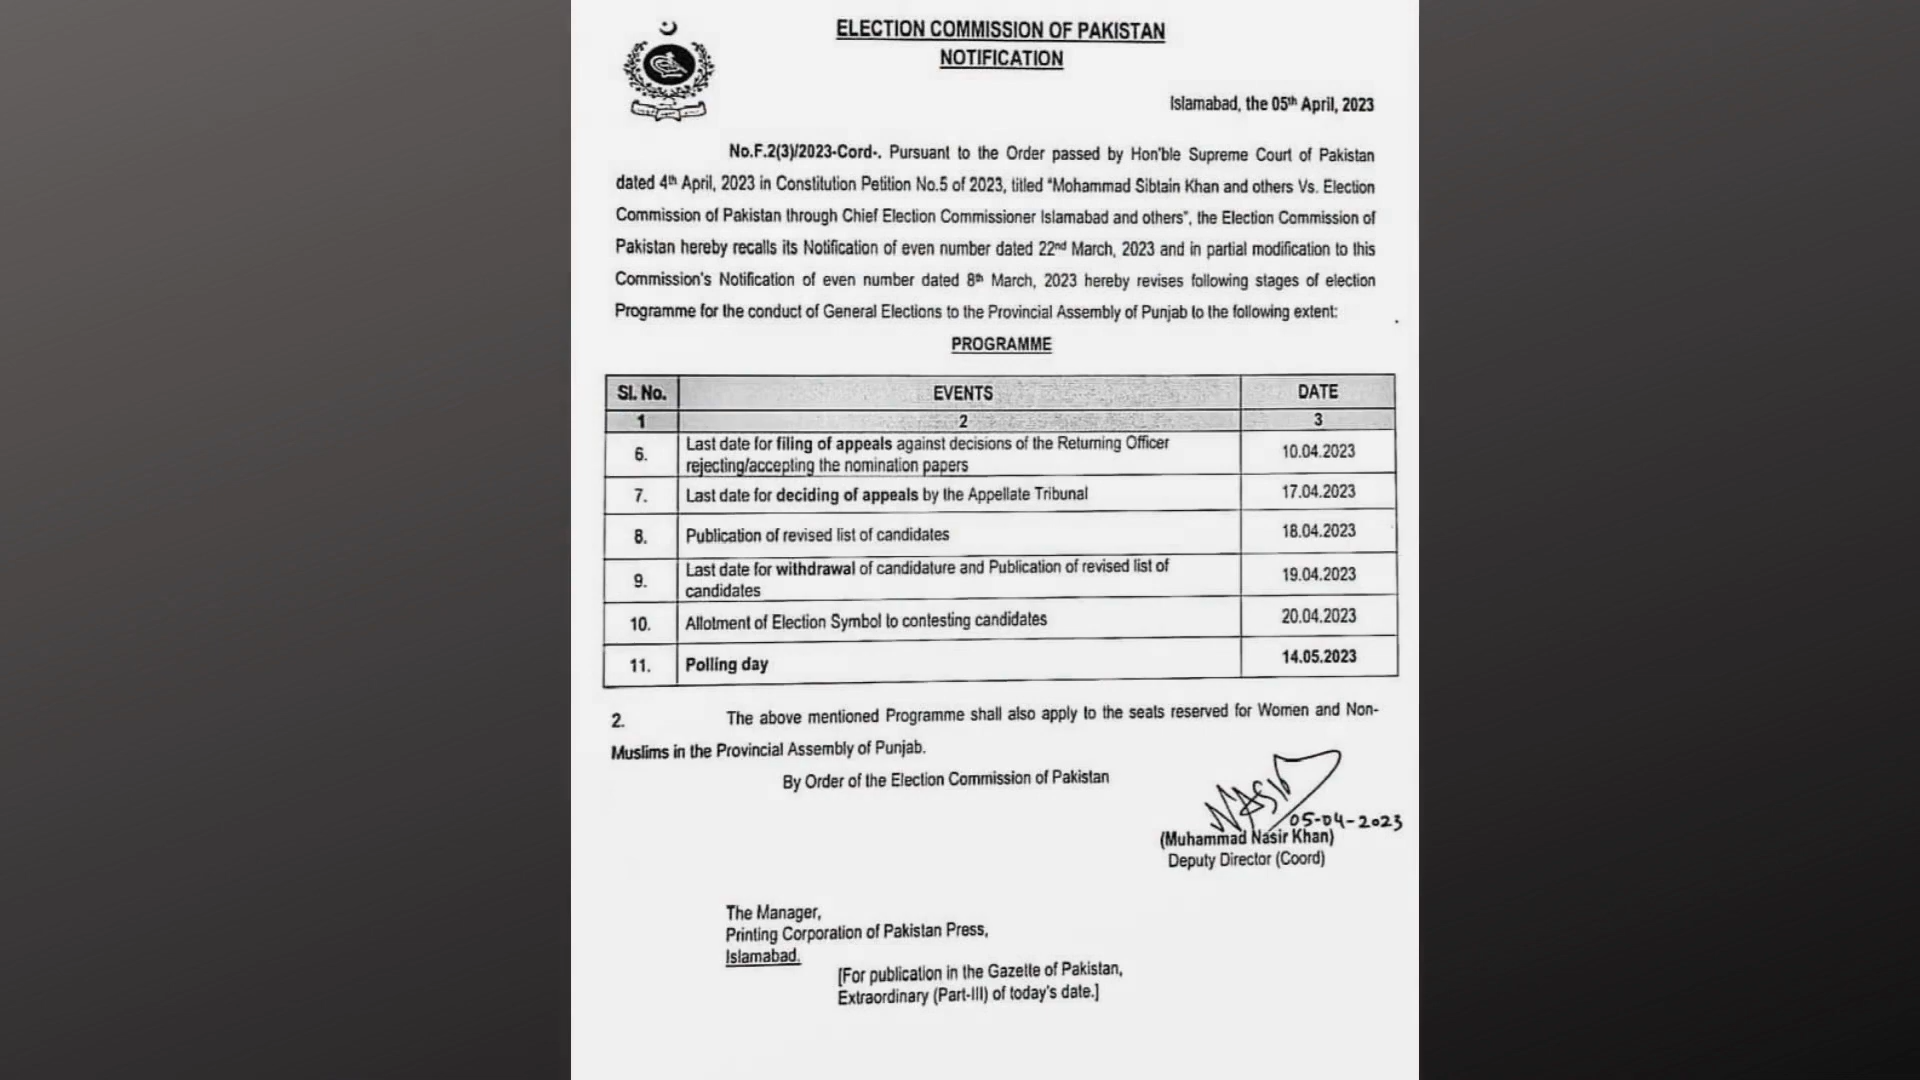 ELECTION COMMISSION OF PAKISTAN
NOTIFICATION
Islamabad, the 05th April, 2023
No.F.2(3)/2023-Cord-. Pursuant to the Order passed by Hon'ble Supreme Court of Pakistan
dated 4th April, 2023 in Constitution Petition No.5 of 2023, titled "Mohammad Sibtain Khan and others Vs. Election
Commission of Pakistan through Chief Election Commissioner Islamabad and others", the Election Commission of
Pakistan hereby recalls its Notification of even number dated 22nd March, 2023 and in partial modification to this
Commission's Notification of even number dated 8th March, 2023 hereby revises following stages of election
Programme for the conduct of General Elections to the Provincial Assembly of Punjab to the following extent:
PROGRAMME
Sl. No. EVENTS DATE
1 2 3
6. Last date for filing of appeals against decisions of the Returning Officer
rejecting/accepting the nomination papers 10.04.2023
7. Last date for deciding of appeals by the Appellate Tribunal 17.04.2023
8. Publication of revised list of candidates 18.04.2023
9. Last date for withdrawal of candidature and Publication of revised list of
candidates 19.04.2023
10. Allotment of Election Symbol to contesting candidates 20.04.2023
11. Polling day 14.05.2023
2. The above mentioned Programme shall also apply to the seats reserved for Women and Non-
Muslims in the Provincial Assembly of Punjab.
By Order of the Election Commission of Pakistan
NASIR
05-04-2023
(Muhammad Nasir Khan)
Deputy Director (Coord)
The Manager,
Printing Corporation of Pakistan Press,
Islamabad.
[For publication in the Gazette of Pakistan,
Extraordinary (Part-III) of today's date.]